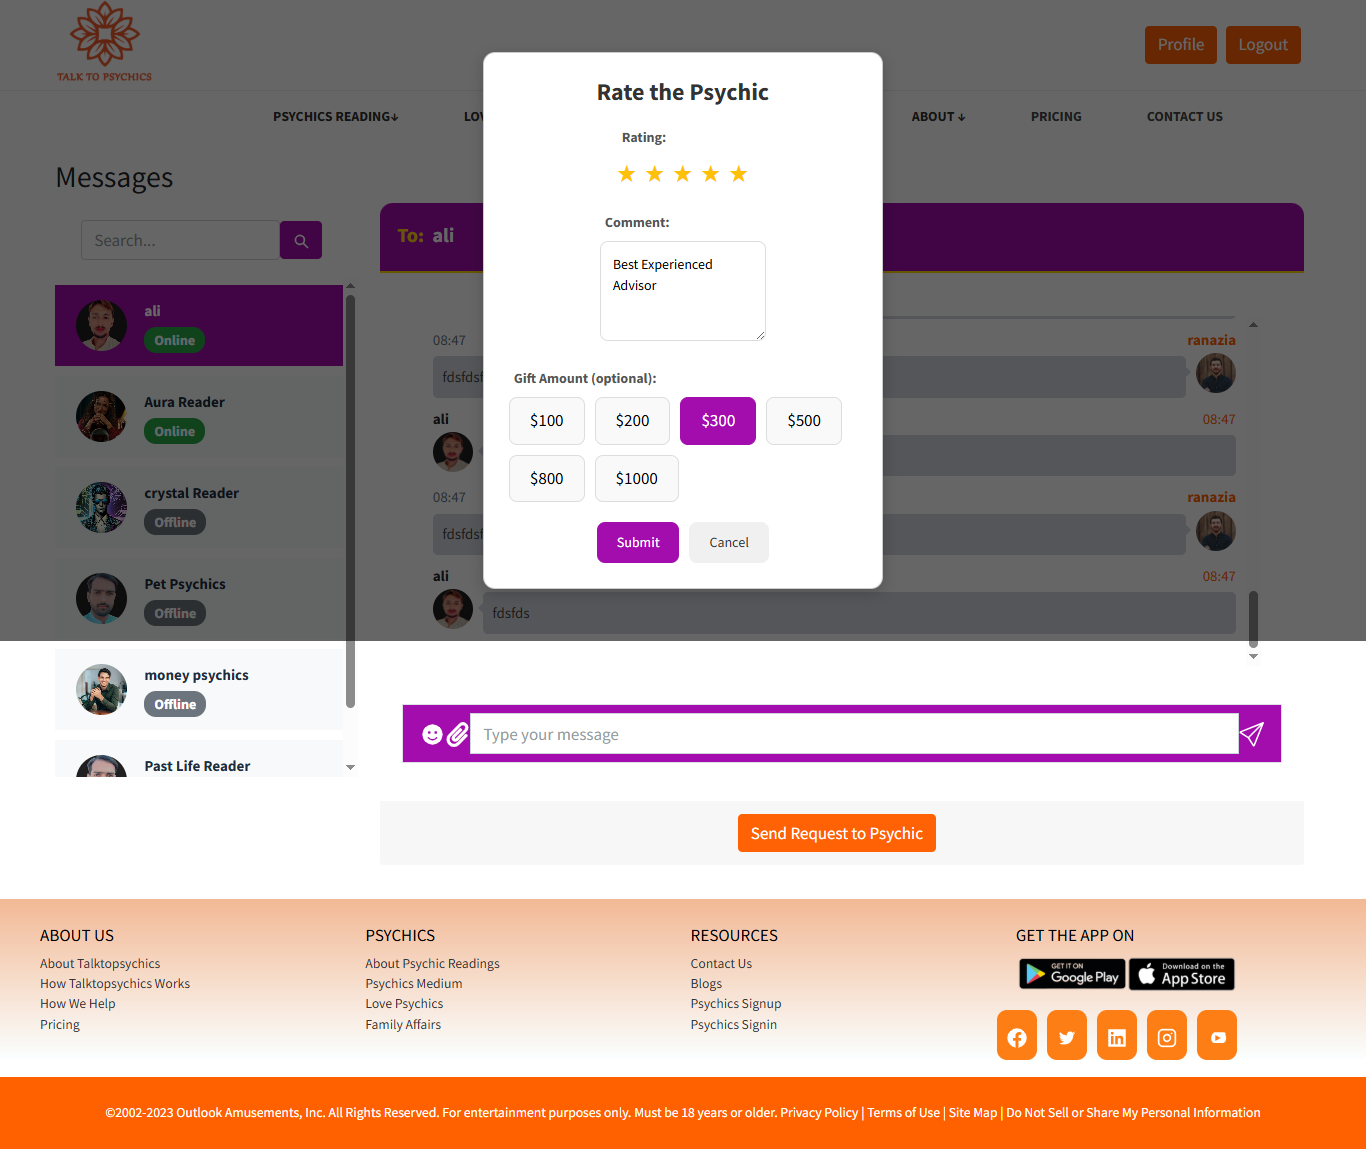 TALK TO PSYCHICS
Profile
Logout
PSYCHICS READING↓
LOV
ABOUT ↓
PRICING
CONTACT US
Messages
Search...
ali
Online
Aura Reader
Online
crystal Reader
Offline
Pet Psychics
Offline
money psychics
Offline
Past Life Reader
To: ali
08:47
ranazia
fdsfdsf
ali
08:47
08:47
ranazia
fdsfdsf
ali
08:47
fdsfds
Rate the Psychic
Rating:
★ ★ ★ ★ ★
Comment:
Best Experienced
Advisor
Gift Amount (optional):
$100
$200
$300
$500
$800
$1000
Submit
Cancel
Type your message
Send Request to Psychic
ABOUT US
About Talktopsychics
How Talktopsychics Works
How We Help
Pricing
PSYCHICS
About Psychic Readings
Psychics Medium
Love Psychics
Family Affairs
RESOURCES
Contact Us
Blogs
Psychics Signup
Psychics Signin
GET THE APP ON
GET IT ON
Google Play
Download on the
App Store
©2002-2023 Outlook Amusements, Inc. All Rights Reserved. For entertainment purposes only. Must be 18 years or older. Privacy Policy | Terms of Use | Site Map | Do Not Sell or Share My Personal Information